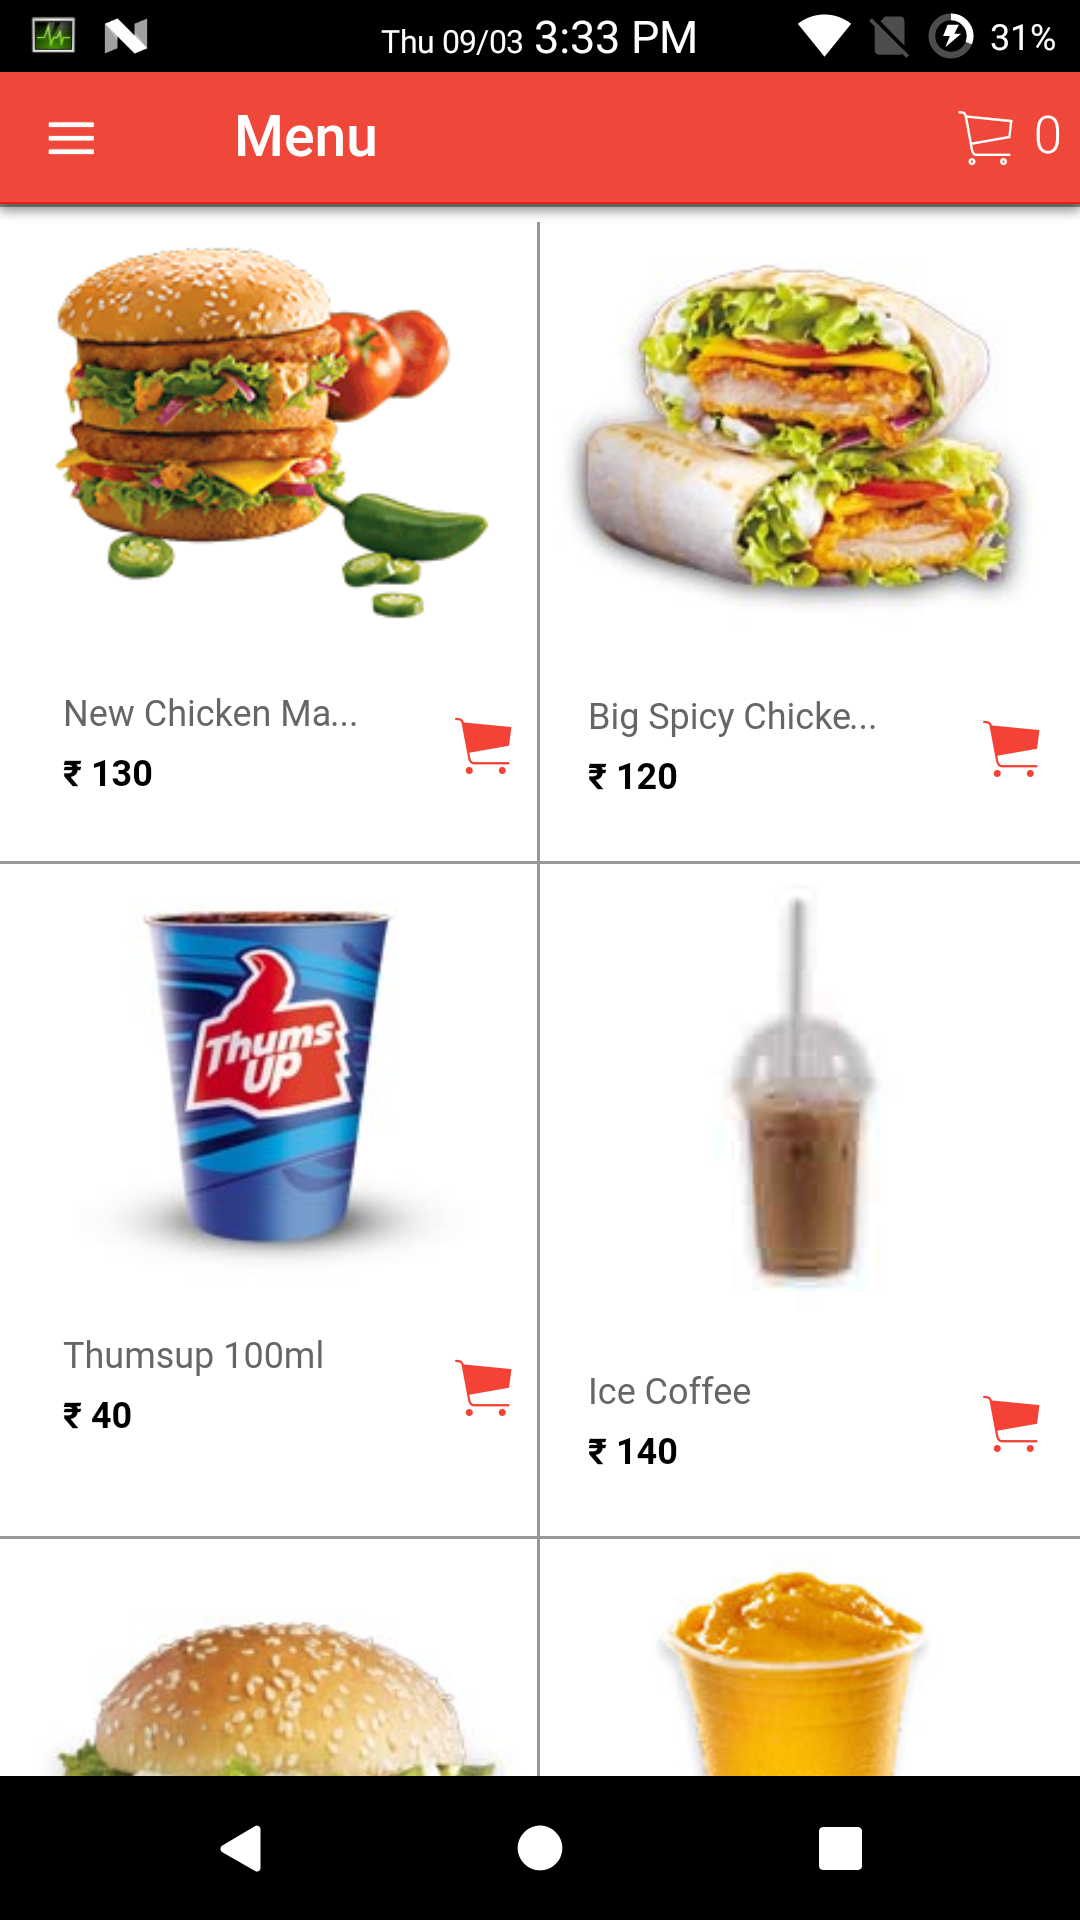 Thu 09/03 3:33 PM
31%
Menu
0
New Chicken Ma...
₹ 130
Big Spicy Chicke...
₹ 120
Thums
UP
Thumsup 100ml
₹ 40
Ice Coffee
₹ 140